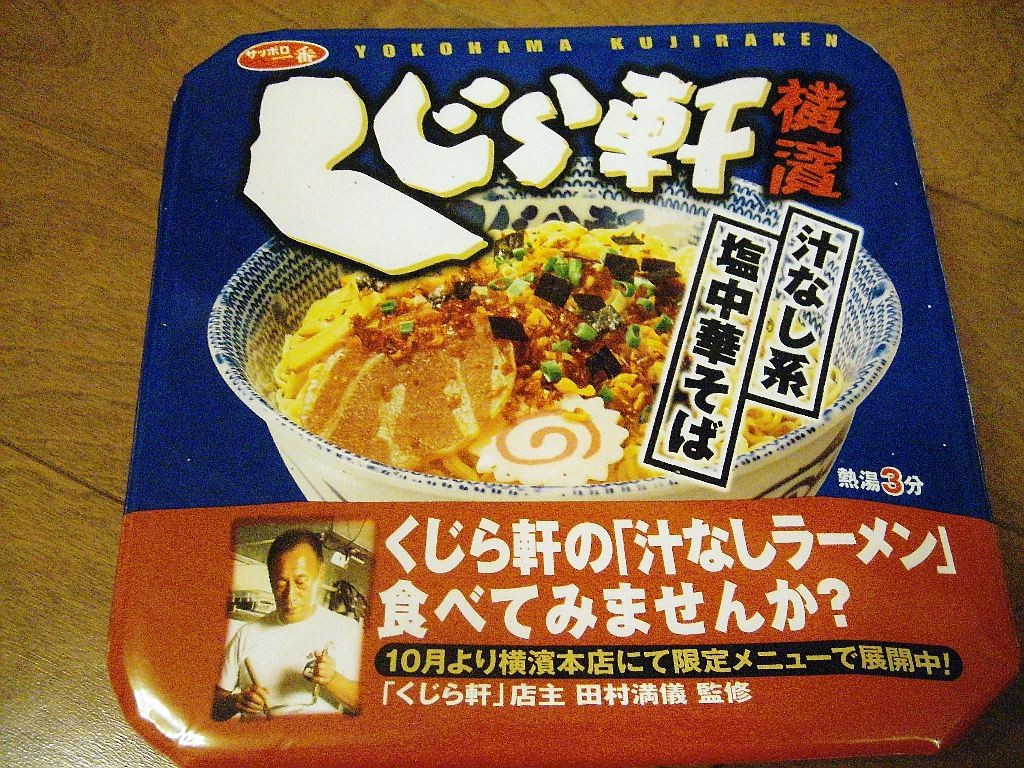 サッポロ一番
YOKOHAMA KUJIRAKEN
くじら軒
横濱
汁なし系
塩中華そば
熱湯3分
くじら軒の「汁なしラーメン」
食べてみませんか?
10月より横濱本店にて限定メニューで展開中!
「くじら軒」店主 田村満儀 監修